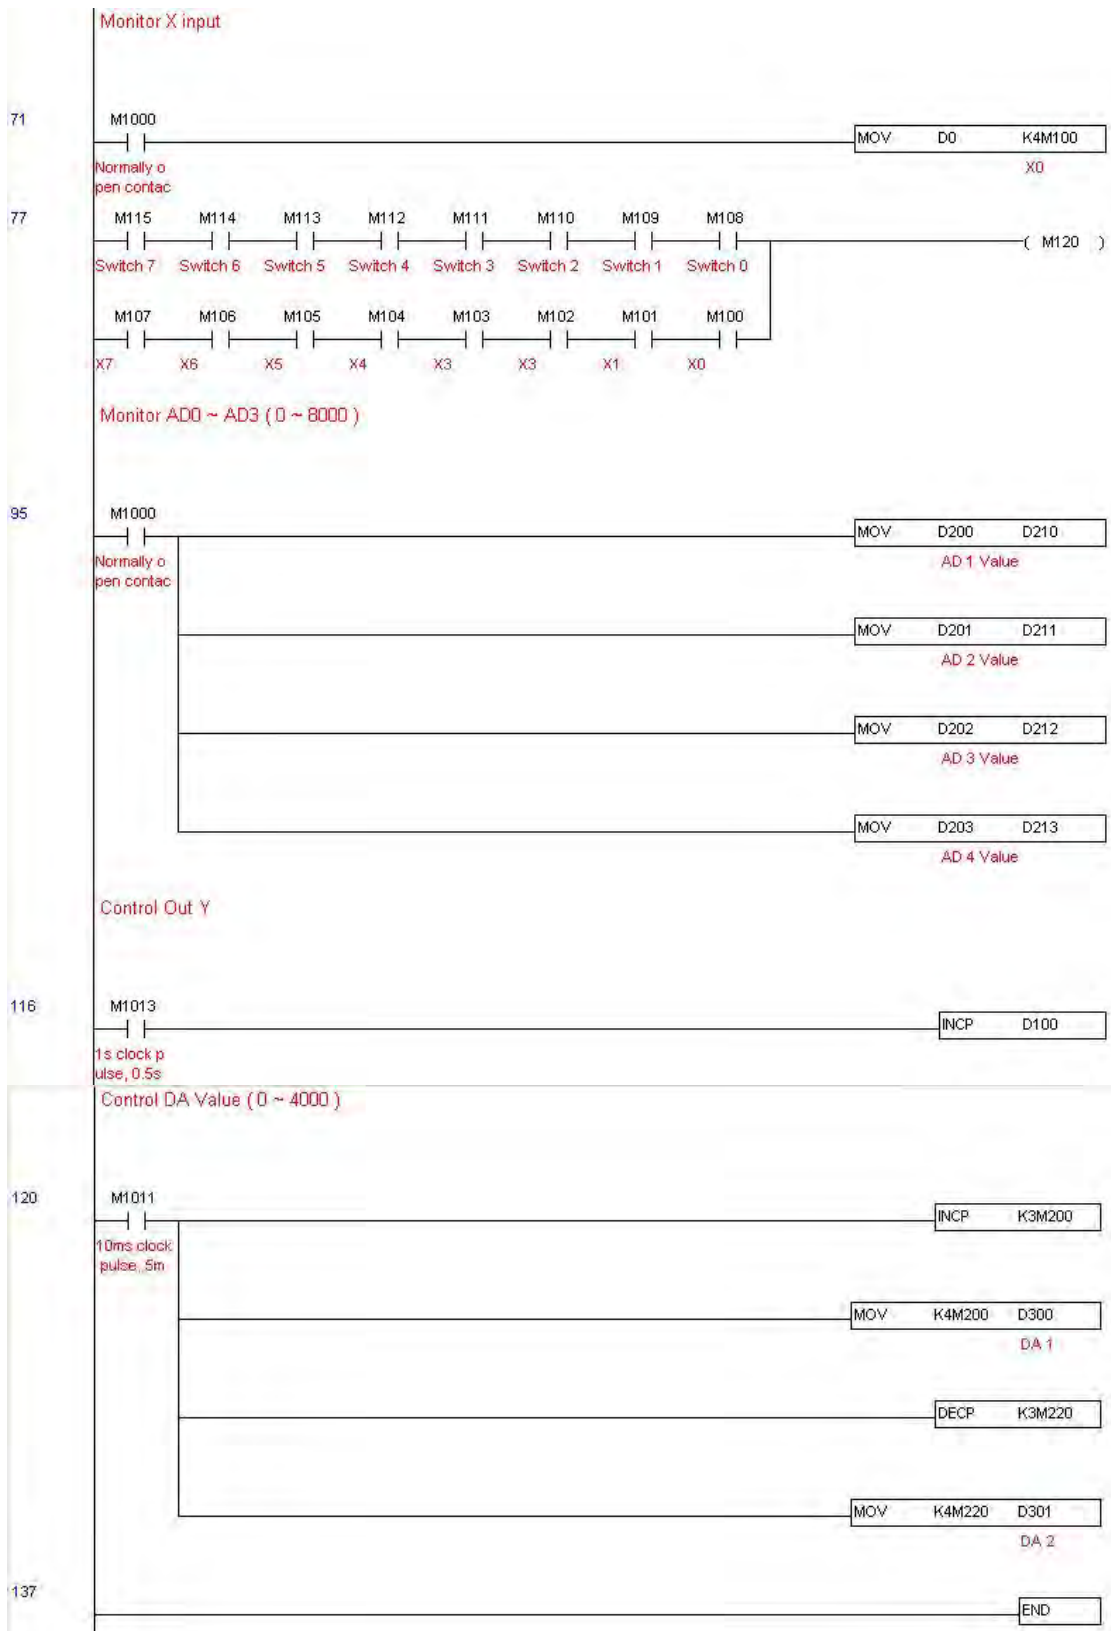 Monitor X input
71
M1000
MOV D0 K4M100
Normally o
pen contac
X0
77
M115 M114 M113 M112 M111 M110 M109 M108
( M120 )
Switch 7 Switch 6 Switch 5 Switch 4 Switch 3 Switch 2 Switch 1 Switch 0
M107 M106 M105 M104 M103 M102 M101 M100
X7 X6 X5 X4 X3 X3 X1 X0
Monitor AD0 ~ AD3 ( 0 ~ 8000 )
95
M1000
MOV D200 D210
Normally o
pen contac
AD 1 Value
MOV D201 D211
AD 2 Value
MOV D202 D212
AD 3 Value
MOV D203 D213
AD 4 Value
Control Out Y
116
M1013
INCP D100
1s clock p
ulse, 0.5s
Control DA Value ( 0 ~ 4000 )
120
M1011
INCP K3M200
10ms clock
pulse, 5m
MOV K4M200 D300
DA 1
DECP K3M220
MOV K4M220 D301
DA 2
137
END